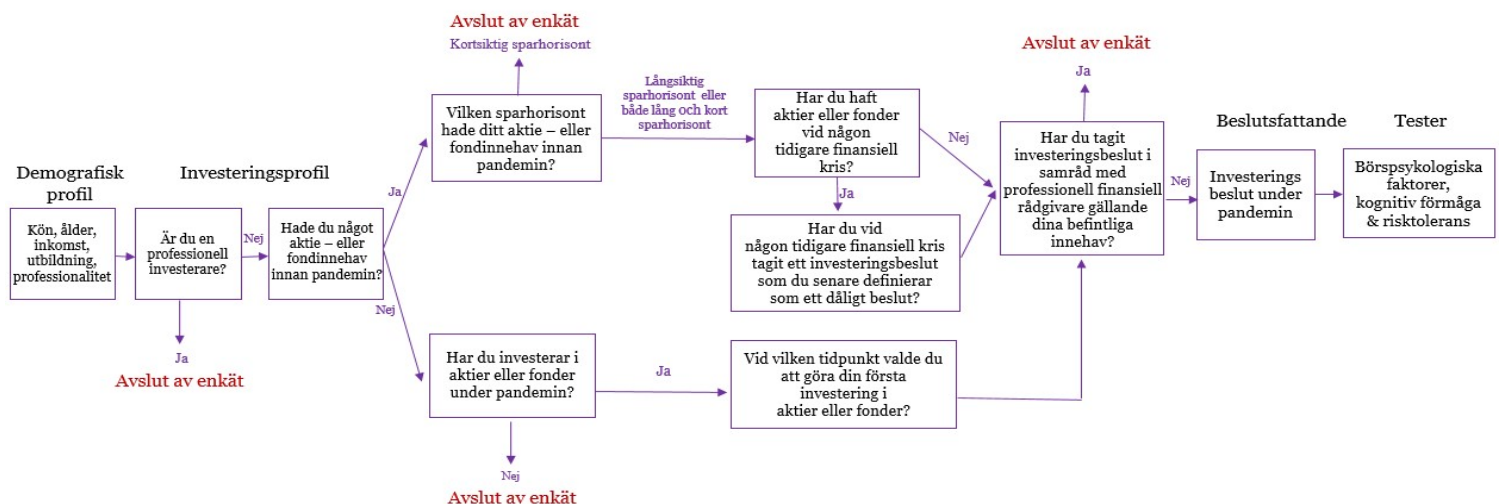 Demografisk
profil
Kön, ålder,
inkomst,
utbildning,
professionalitet
Investeringsprofil
Är du en
professionell
investerare?
Ja
Avslut av enkät
Nej
Hade du något
aktie – eller
fondinnehav
innan pandemin?
Ja
Nej
Vilken sparhorisont
hade ditt aktie – eller
fondinnehav innan
pandemin?
Kortsiktig sparhorisont
Avslut av enkät
Långsiktig
sparhorisont eller
både lång och kort
sparhorisont
Har du haft
aktier eller fonder
vid någon
tidigare finansiell
kris?
Nej
Ja
Har du vid
någon tidigare finansiell kris
tagit ett investeringsbeslut
som du senare definierar
som ett dåligt beslut?
Har du investerar i
aktier eller fonder
under pandemin?
Nej
Avslut av enkät
Ja
Vid vilken tidpunkt valde du
att göra din första
investering i
aktier eller fonder?
Avslut av enkät
Ja
Har du tagit
investeringsbeslut i
samråd med
professionell finansiell
rådgivare gällande
dina befintliga
innehav?
Nej
Beslutsfattande
Investerings
beslut under
pandemin
Tester
Börspsykologiska
faktorer,
kognitiv förmåga
& risktolerans